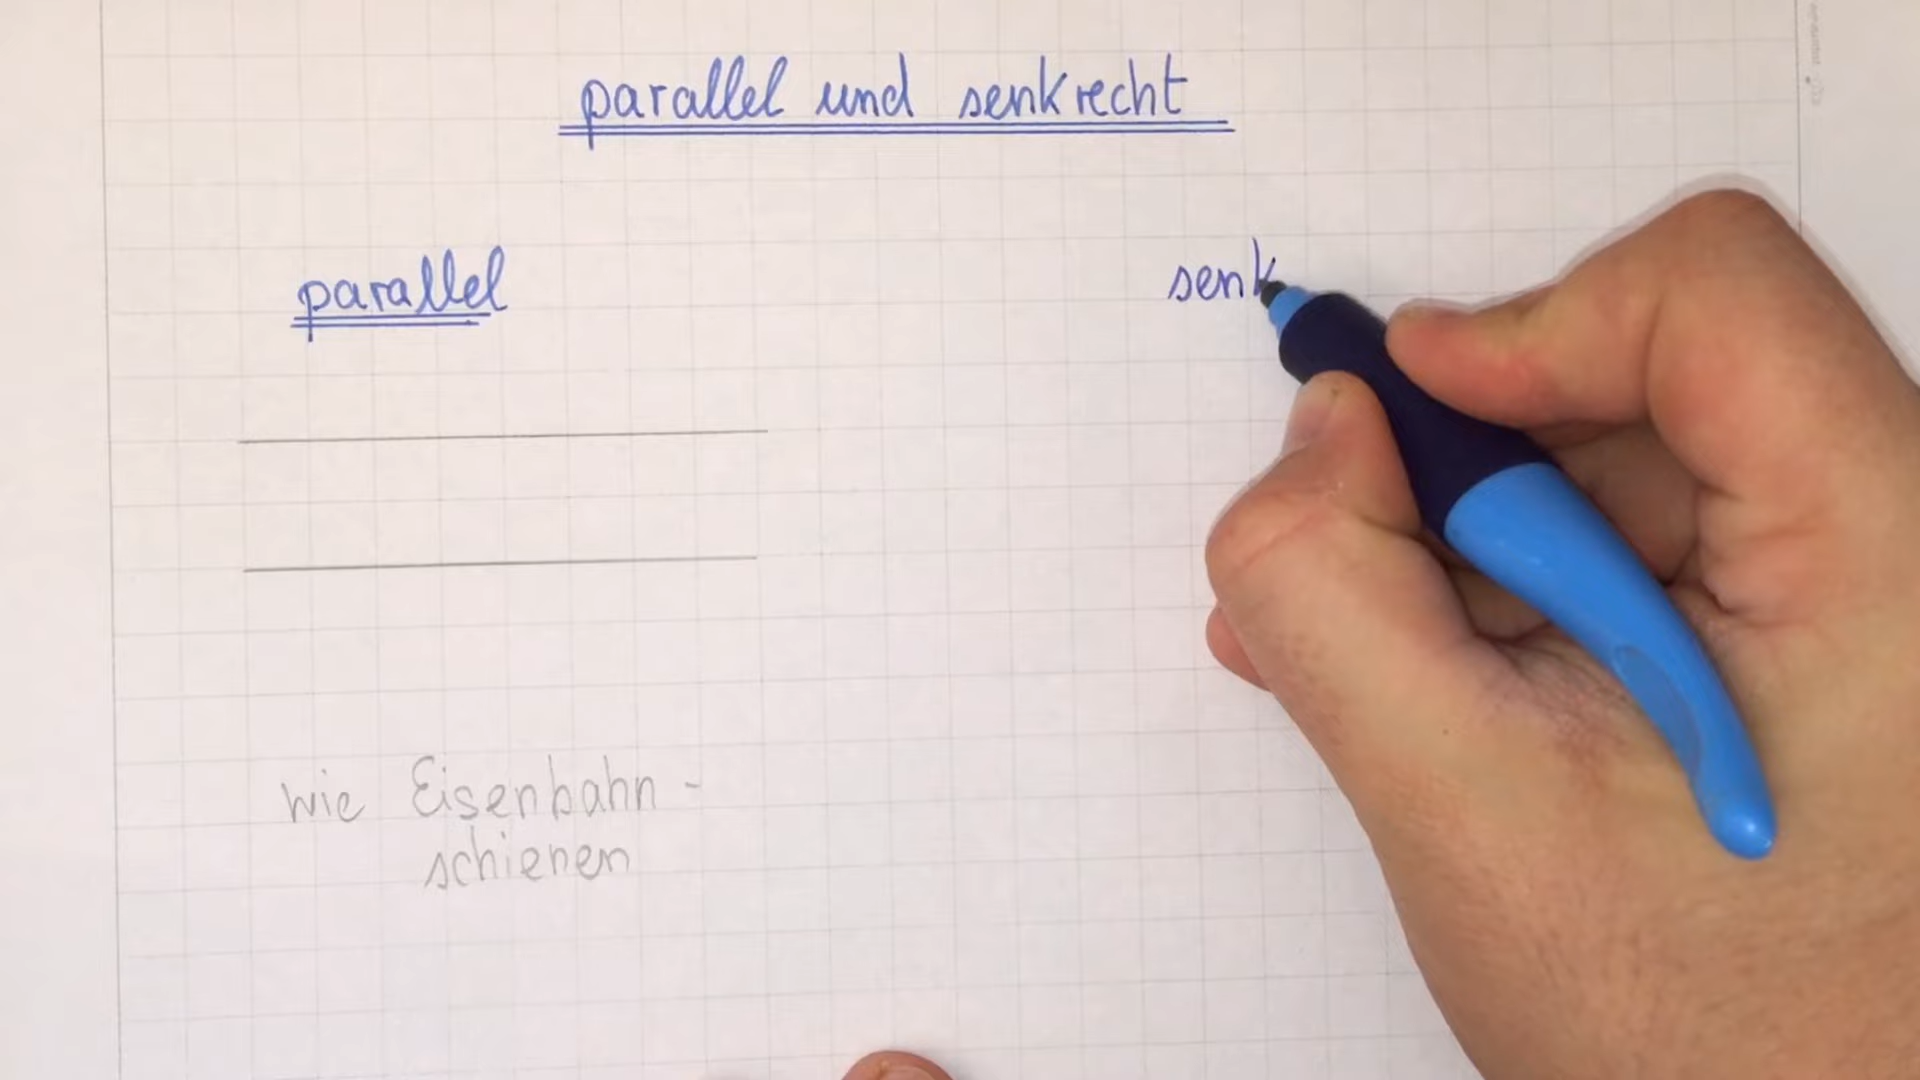 parallel und senkrecht
parallel
senk
wie Eisenbahn-
schienen